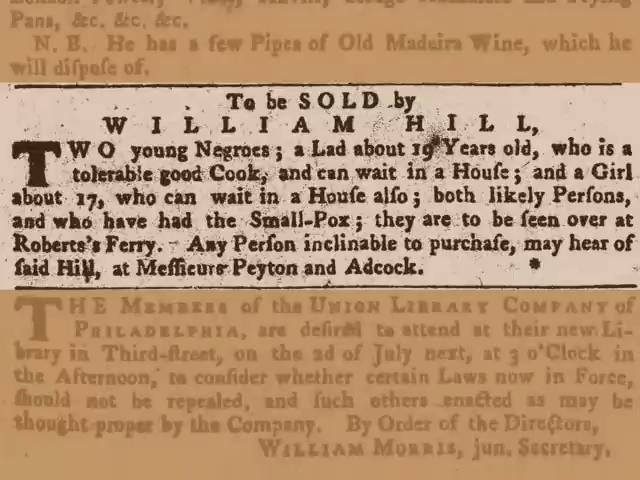 Pans, &c. &c. &c.
N. B. He has a few Pipes of Old Madeira Wine, which he
will diſpoſe of.
To be SOLD by
WILLIAM HILL,
TWO young Negroes; a Lad about 19 Years old, who is a
tolerable good Cook, and can wait in a Houſe; and a Girl
about 17, who can wait in a Houſe alſo; both likely Perſons,
and who have had the Small-Pox; they are to be ſeen over at
Roberts's Ferry. Any Perſon inclinable to purchaſe, may hear of
ſaid Hill, at Meſſieurs Peyton and Adcock. *
THE MEMBERS of the UNION LIBRARY COMPANY of
PHILADELPHIA, are deſired to attend at their new Li-
brary in Third-ſtreet, on the 2d of July next, at 3 o'Clock in
the Afternoon, to conſider whether certain Laws now in Force,
ſhould not be repealed, and ſuch others enacted as may be
thought proper by the Company. By Order of the Directors,
WILLIAM MORRIS, jun. Secretary.